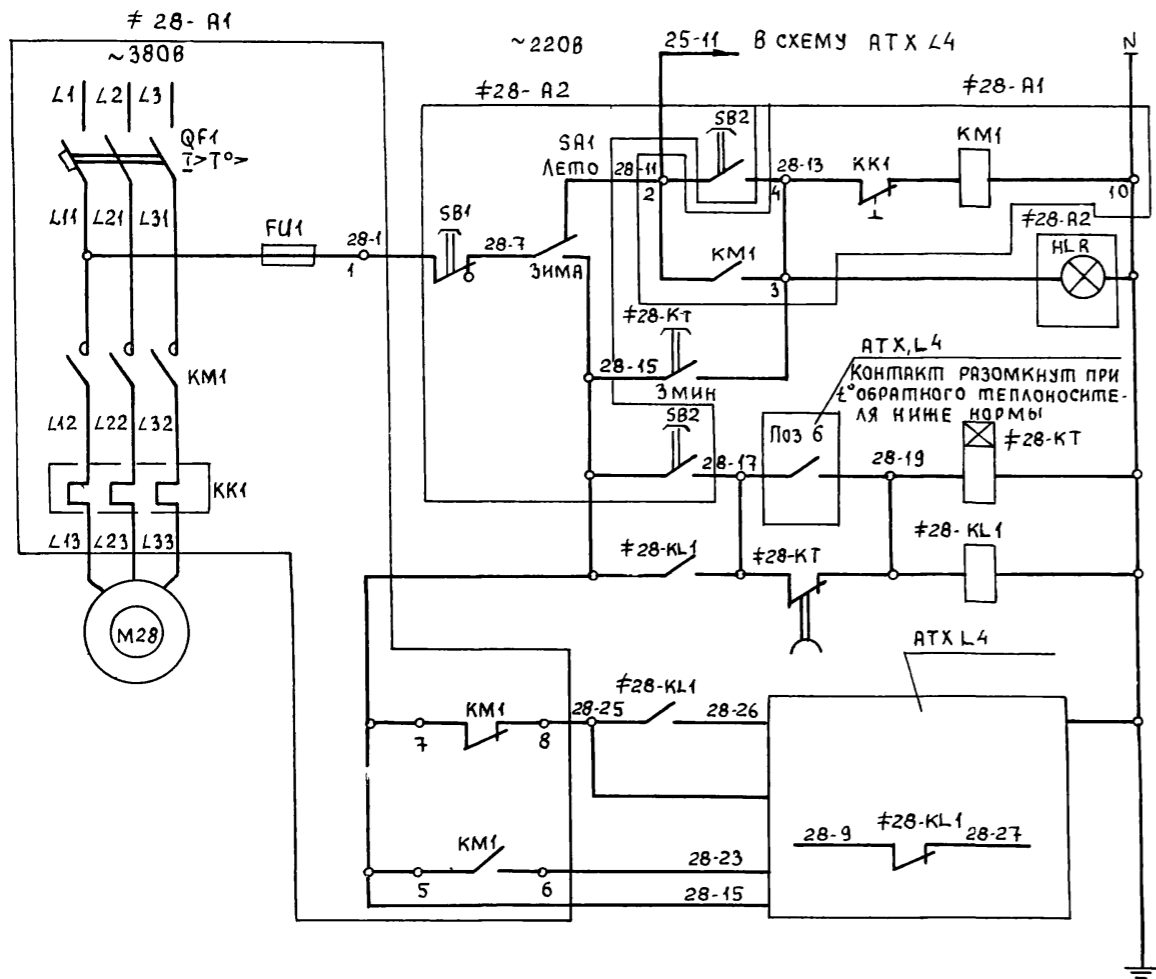 ≠ 28-A1
~380В
~220В
25-11
В СХЕМУ АТХ L4
N
≠28-A2
≠28-A1
L1
L2
L3
QF1
I> T°>
SA1
ЛЕТО
28-11
2
SB2
28-13
4
KK1
KM1
10
L11
L21
L31
FU1
28-1
1
SB1
28-7
ЗИМА
KM1
3
≠28-A2
HLR
≠28-KT
28-15
3 МИН
ATX, L4
КОНТАКТ РАЗОМКНУТ ПРИ
t° ОБРАТНОГО ТЕПЛОНОСИТЕ-
ЛЯ НИЖЕ НОРМЫ
KM1
L12
L22
L32
SB2
28-17
Поз 6
28-19
≠28-KT
KK1
L13
L23
L33
≠28-KL1
≠28-KT
≠28-KL1
M28
ATX L4
KM1
7
8
28-25
≠28-KL1
28-26
28-9
≠28-KL1
28-27
KM1
5
6
28-23
28-15